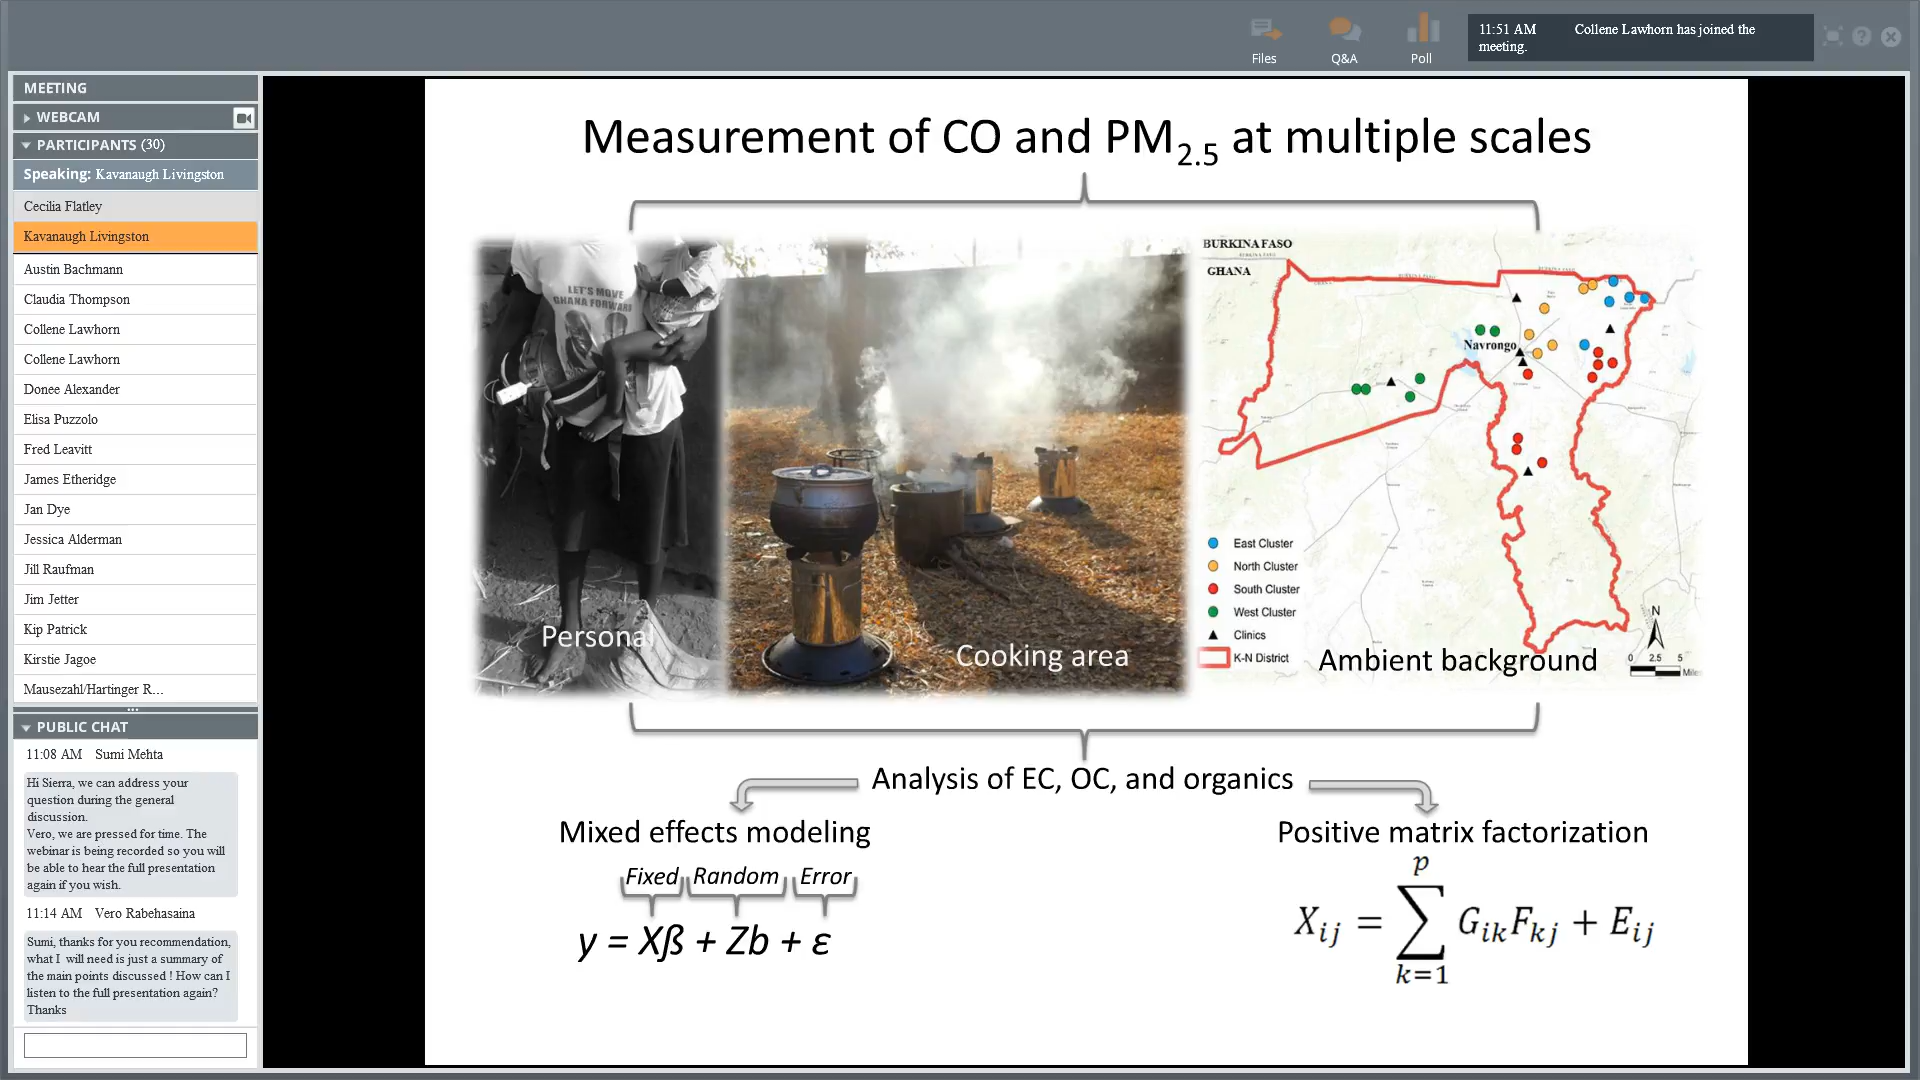 Files
Q&A
Poll
11:51 AM Collene Lawhorn has joined the
meeting.
MEETING
WEBCAM
PARTICIPANTS (30)
Speaking: Kavanaugh Livingston
Cecilia Flatley
Kavanaugh Livingston
Austin Bachmann
Claudia Thompson
Collene Lawhorn
Collene Lawhorn
Donee Alexander
Elisa Puzzolo
Fred Leavitt
James Etheridge
Jan Dye
Jessica Alderman
Jill Raufman
Jim Jetter
Kip Patrick
Kirstie Jagoe
Mausezahl/Hartinger R...
PUBLIC CHAT
11:08 AM Sumi Mehta
Hi Sierra, we can address your
question during the general
discussion.
Vero, we are pressed for time. The
webinar is being recorded so you will
be able to hear the full presentation
again if you wish.
11:14 AM Vero Rabehasaina
Sumi, thanks for you recommendation,
what I will need is just a summary of
the main points discussed ! How can I
listen to the full presentation again?
Thanks
Measurement of CO and PM2.5 at multiple scales
LET'S MOVE
GHANA FORWARD
Personal
Cooking area
BURKINA FASO
GHANA
Navrongo
East Cluster
North Cluster
South Cluster
West Cluster
Clinics
K-N District
Ambient background
N
0 2.5 5
Miles
Analysis of EC, OC, and organics
Mixed effects modeling
Fixed Random Error
y = Xß + Zb + ε
Positive matrix factorization
p
Xij = ∑ GikFkj + Eij
k=1